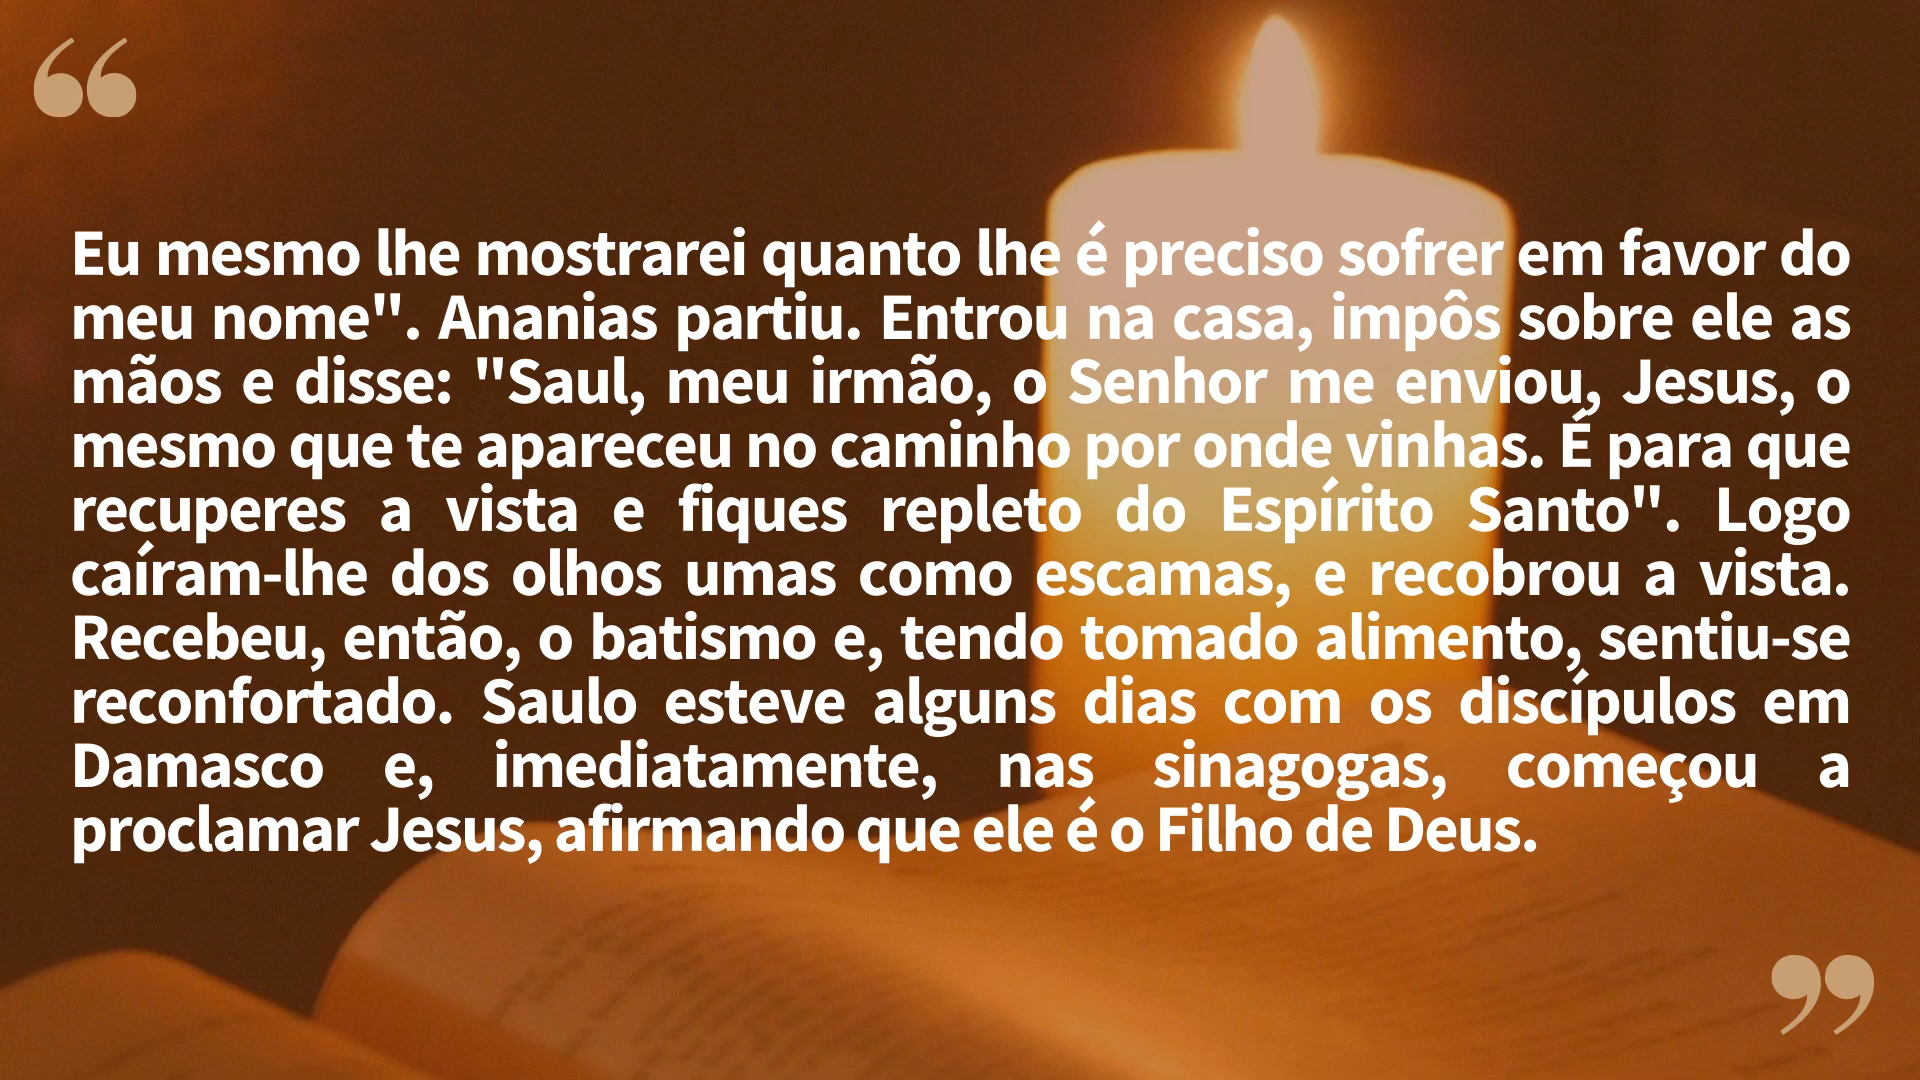 “
Eu mesmo lhe mostrarei quanto lhe é preciso sofrer em favor do
meu nome". Ananias partiu. Entrou na casa, impôs sobre ele as
mãos e disse: "Saul, meu irmão, o Senhor me enviou, Jesus, o
mesmo que te apareceu no caminho por onde vinhas. É para que
recuperes a vista e fiques repleto do Espírito Santo". Logo
caíram-lhe dos olhos umas como escamas, e recobrou a vista.
Recebeu, então, o batismo e, tendo tomado alimento, sentiu-se
reconfortado. Saulo esteve alguns dias com os discípulos em
Damasco e, imediatamente, nas sinagogas, começou a
proclamar Jesus, afirmando que ele é o Filho de Deus.
”